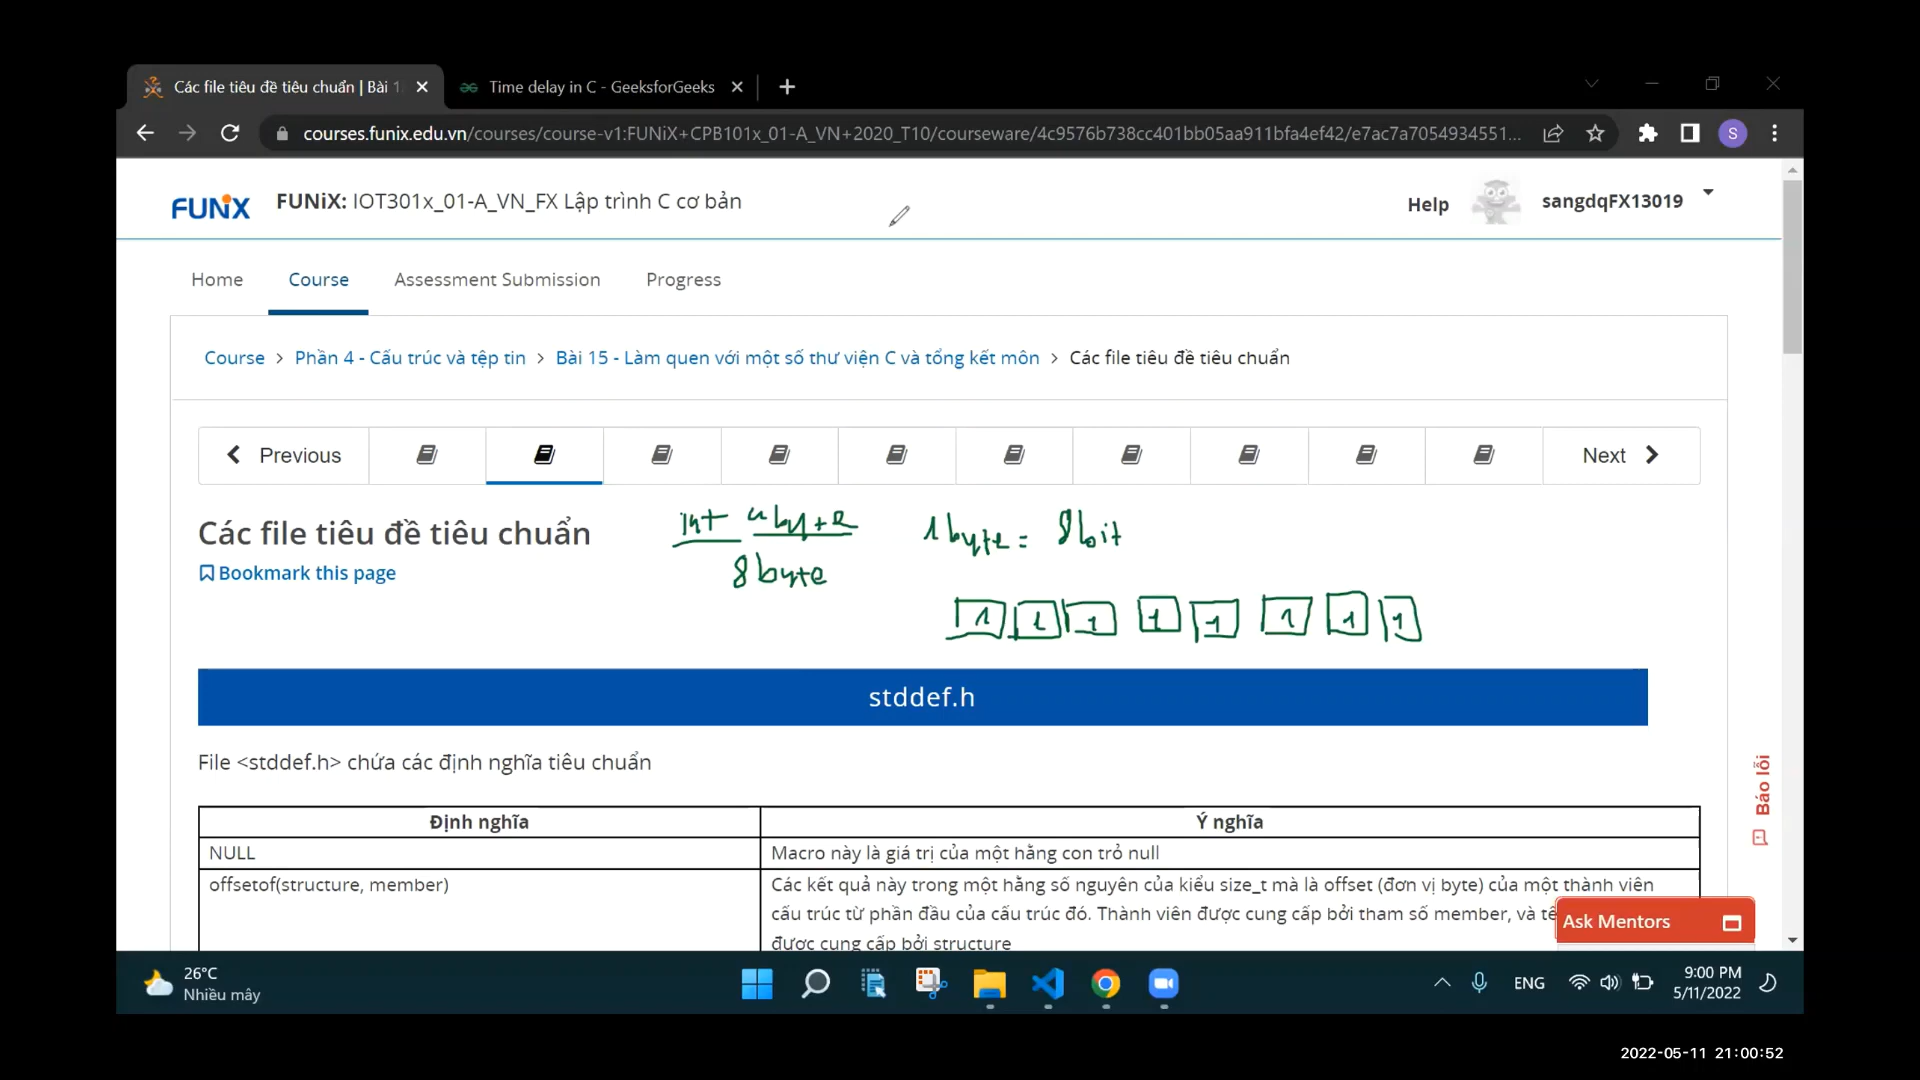 Các file tiêu đề tiêu chuẩn | Bài 1
Time delay in C - GeeksforGeeks
courses.funix.edu.vn/courses/course-v1:FUNiX+CPB101x_01-A_VN+2020_T10/courseware/4c9576b738cc401bb05aa911bfa4ef42/e7ac7a7054934551...
S
FUNiX
FUNiX: IOT301x_01-A_VN_FX Lập trình C cơ bản
Help
sangdqFX13019
Home
Course
Assessment Submission
Progress
Course > Phần 4 - Cấu trúc và tệp tin > Bài 15 - Làm quen với một số thư viện C và tổng kết môn > Các file tiêu đề tiêu chuẩn
Previous
Next
Các file tiêu đề tiêu chuẩn
Bookmark this page
int 4 byte
8 byte
1 byte = 8 bit
1 1 1 1 1 1 1 1
stddef.h
File <stddef.h> chứa các định nghĩa tiêu chuẩn
Định nghĩa
Ý nghĩa
NULL
Macro này là giá trị của một hằng con trỏ null
offsetof(structure, member)
Các kết quả này trong một hằng số nguyên của kiểu size_t mà là offset (đơn vị byte) của một thành viên
cấu trúc từ phần đầu của cấu trúc đó. Thành viên được cung cấp bởi tham số member, và
được cung cấp bởi structure
Báo lỗi
Ask Mentors
26°C
Nhiều mây
ENG
9:00 PM
5/11/2022
2022-05-11 21:00:52